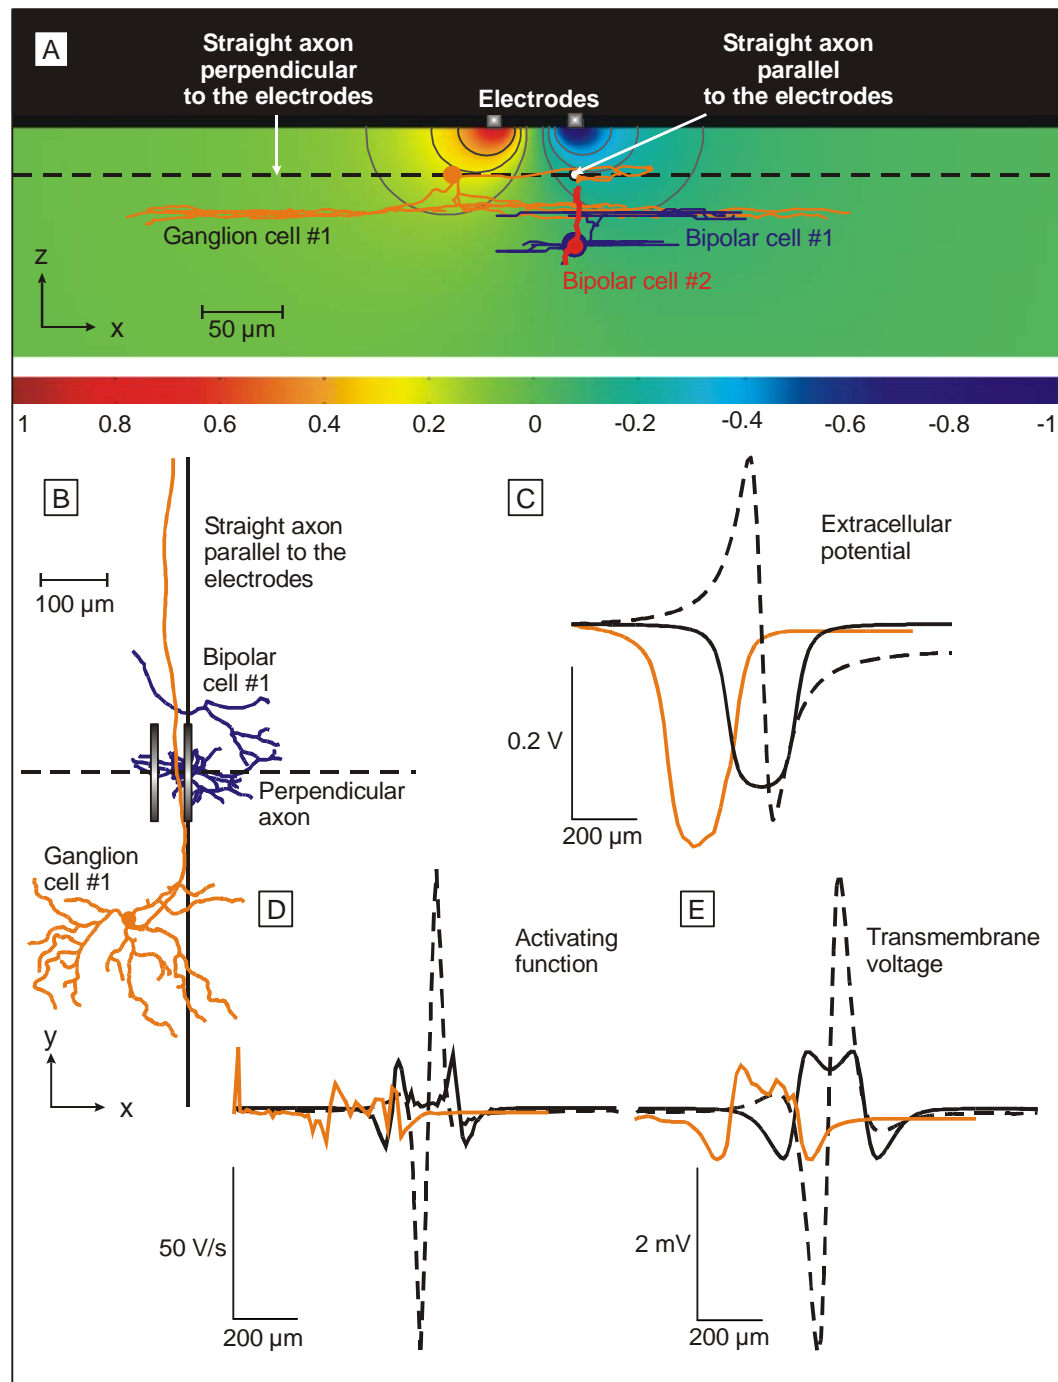 A
Straight axon
perpendicular
to the electrodes
Electrodes
Straight axon
parallel
to the electrodes
Ganglion cell #1
Bipolar cell #1
Bipolar cell #2
z
x
50 µm
1 0.8 0.6 0.4 0.2 0 -0.2 -0.4 -0.6 -0.8 -1
B
Straight axon
parallel to the
electrodes
100 µm
Bipolar
cell #1
Perpendicular
axon
Ganglion
cell #1
y
x
C
Extracellular
potential
0.2 V
200 µm
D
Activating
function
50 V/s
200 µm
E
Transmembrane
voltage
2 mV
200 µm